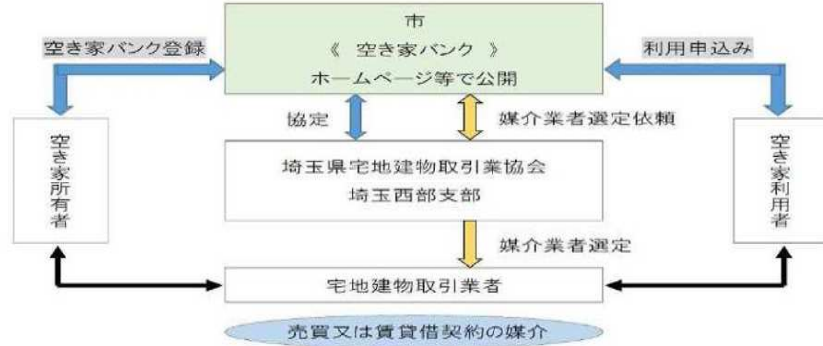 市
空き家バンク登録
《 空き家バンク 》
利用申込み
ホームページ等で公開
協定
媒介業者選定依頼
空き家所有者
埼玉県宅地建物取引業協会
埼玉西部支部
空き家利用者
媒介業者選定
宅地建物取引業者
売買又は賃貸借契約の媒介